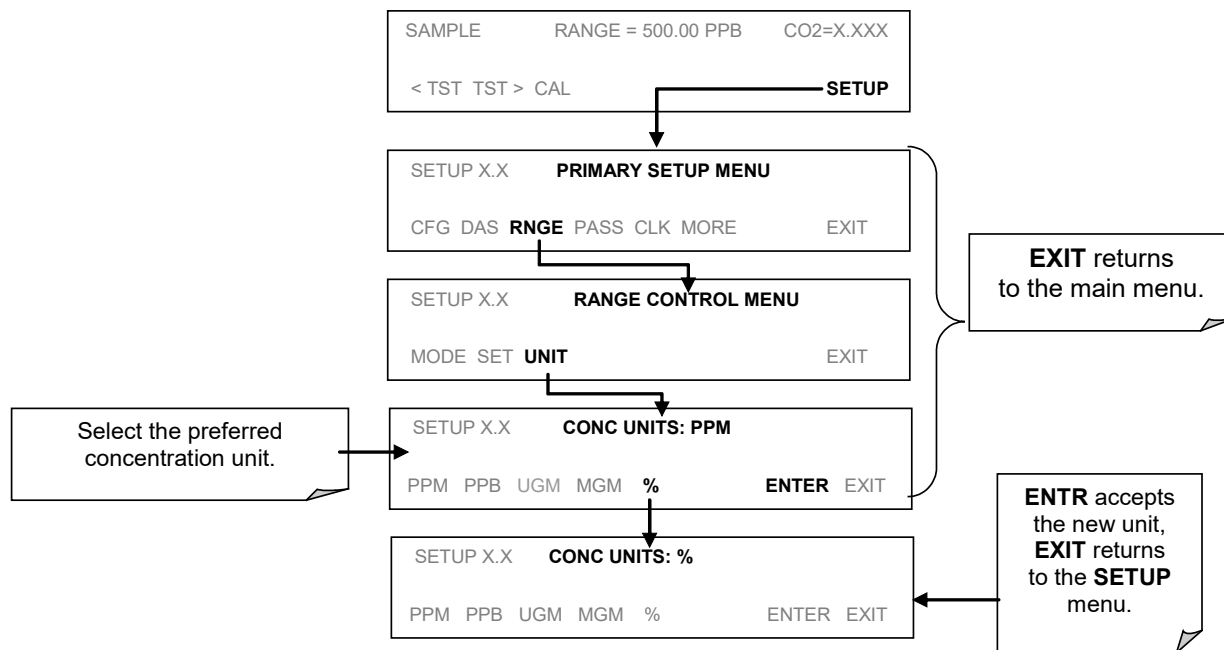 SAMPLE RANGE = 500.00 PPB CO2=X.XXX
< TST TST > CAL SETUP
SETUP X.X PRIMARY SETUP MENU
CFG DAS RNGE PASS CLK MORE EXIT
EXIT returns
to the main menu.
SETUP X.X RANGE CONTROL MENU
MODE SET UNIT EXIT
Select the preferred
concentration unit.
SETUP X.X CONC UNITS: PPM
PPM PPB UGM MGM % ENTER EXIT
ENTR accepts
the new unit,
EXIT returns
to the SETUP
menu.
SETUP X.X CONC UNITS: %
PPM PPB UGM MGM % ENTER EXIT